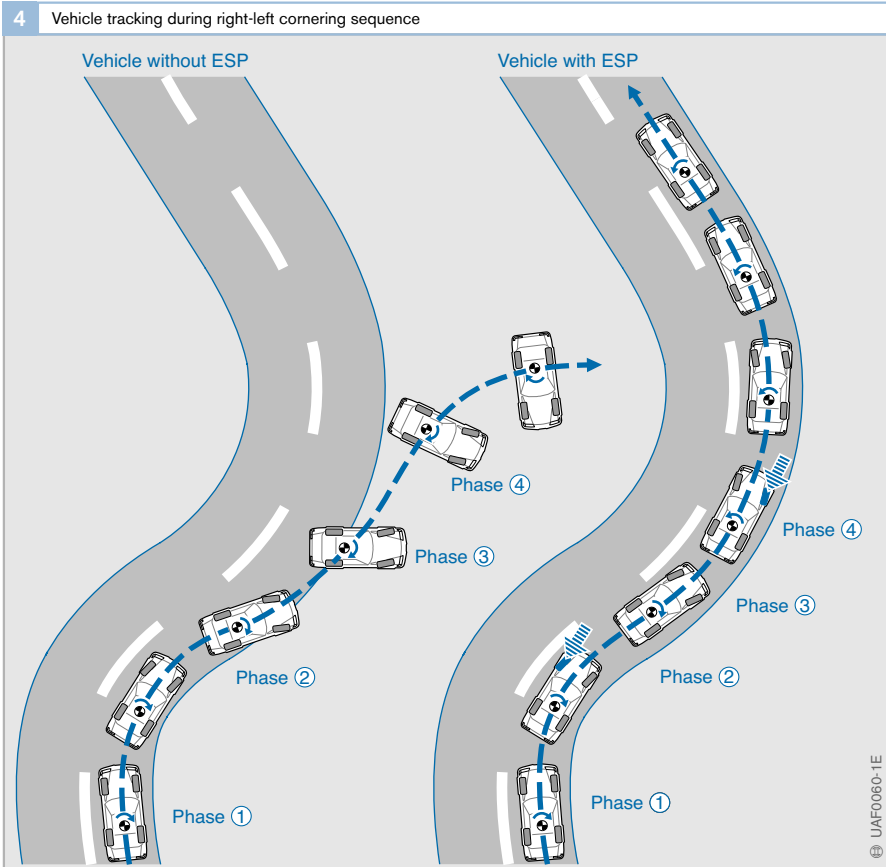 4 Vehicle tracking during right-left cornering sequence
Vehicle without ESP
Phase ④
Phase ③
Phase ②
Phase ①
Vehicle with ESP
Phase ④
Phase ③
Phase ②
Phase ①
UAF0060-1E